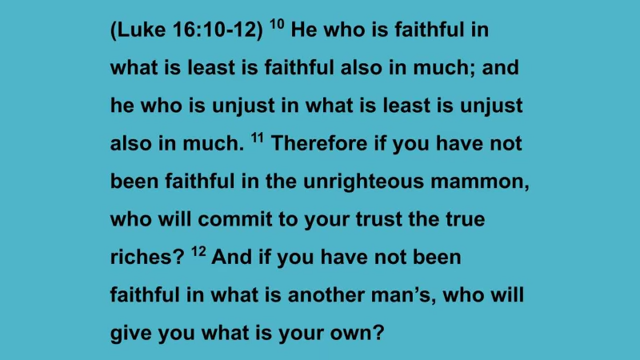 (Luke 16:10-12) ¹⁰ He who is faithful in
what is least is faithful also in much; and
he who is unjust in what is least is unjust
also in much. ¹¹ Therefore if you have not
been faithful in the unrighteous mammon,
who will commit to your trust the true
riches? ¹² And if you have not been
faithful in what is another man’s, who will
give you what is your own?